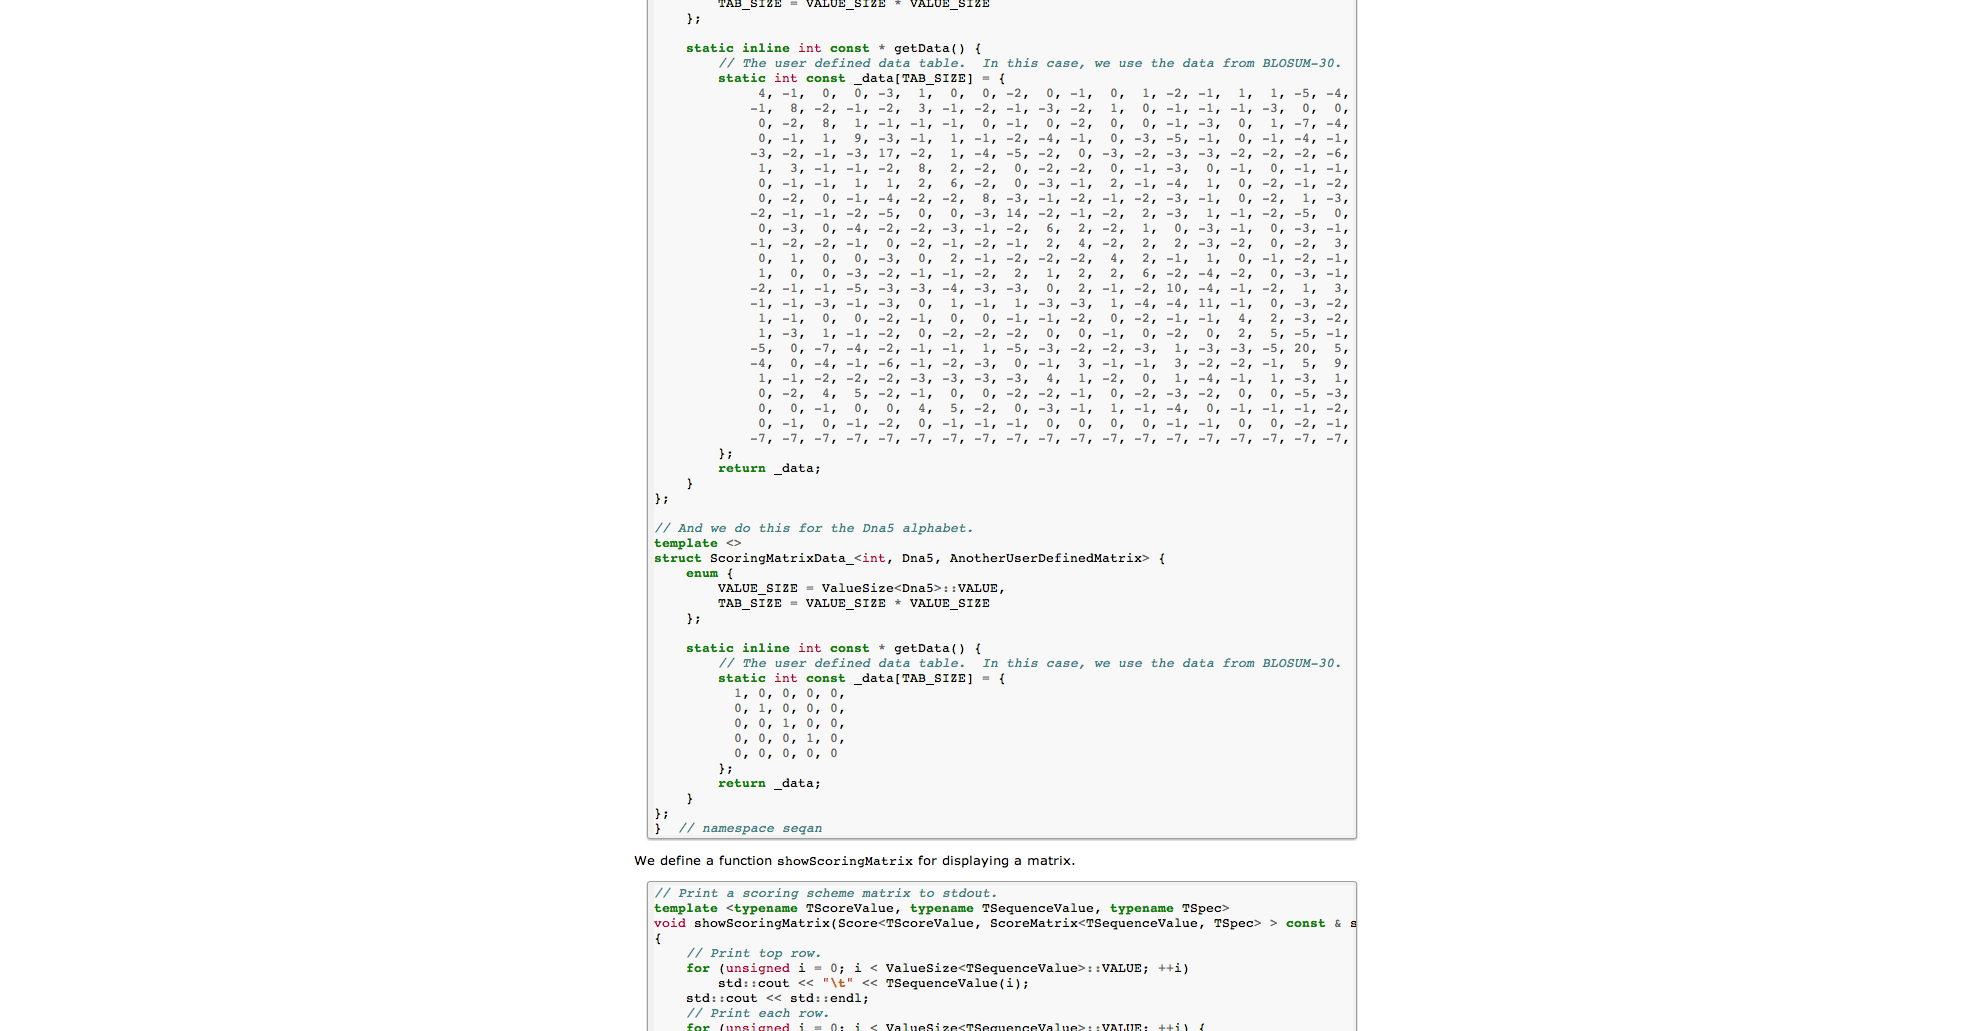 TAB_SIZE = VALUE_SIZE * VALUE_SIZE
};
static inline int const * getData() {
// The user defined data table.  In this case, we use the data from BLOSUM-30.
static int const _data[TAB_SIZE] = {
4, -1, 0, 0, -3, 1, 0, 0, -2, 0, -1, 0, 1, -2, -1, 1, 1, -5, -4,
-1, 8, -2, -1, -2, 3, -1, -2, -1, -3, -2, 1, 0, -1, -1, -1, -3, 0, 0,
0, -2, 8, 1, -1, -1, -1, 0, -1, 0, -2, 0, 0, -1, -3, 0, 1, -7, -4,
0, -1, 1, 9, -3, -1, 1, -1, -2, -4, -1, 0, -3, -5, -1, 0, -1, -4, -1,
-3, -2, -1, -3, 17, -2, 1, -4, -5, -2, 0, -3, -2, -3, -3, -2, -2, -2, -6,
1, 3, -1, -1, -2, 8, 2, -2, 0, -2, -2, 0, -1, -3, 0, -1, 0, -1, -1,
0, -1, -1, 1, 1, 2, 6, -2, 0, -3, -1, 2, -1, -4, 1, 0, -2, -1, -2,
0, -2, 0, -1, -4, -2, -2, 8, -3, -1, -2, -1, -2, -3, -1, 0, -2, 1, -3,
-2, -1, -1, -2, -5, 0, 0, -3, 14, -2, -1, -2, 2, -3, 1, -1, -2, -5, 0,
0, -3, 0, -4, -2, -2, -3, -1, -2, 6, 2, -2, 1, 0, -3, -1, 0, -3, -1,
-1, -2, -2, -1, 0, -2, -1, -2, -1, 2, 4, -2, 2, 2, -3, -2, 0, -2, 3,
0, 1, 0, 0, -3, 0, 2, -1, -2, -2, -2, 4, 2, -1, 1, 0, -1, -2, -1,
1, 0, 0, -3, -2, -1, -1, -2, 2, 1, 2, 2, 6, -2, -4, -2, 0, -3, -1,
-2, -1, -1, -5, -3, -3, -4, -3, -3, 0, 2, -1, -2, 10, -4, -1, -2, 1, 3,
-1, -1, -3, -1, -3, 0, 1, -1, 1, -3, -3, 1, -4, -4, 11, -1, 0, -3, -2,
1, -1, 0, 0, -2, -1, 0, 0, -1, -1, -2, 0, -2, -1, -1, 4, 2, -3, -2,
1, -3, 1, -1, -2, 0, -2, -2, -2, 0, 0, -1, 0, -2, 0, 2, 5, -5, -1,
-5, 0, -7, -4, -2, -1, -1, 1, -5, -3, -2, -2, -3, 1, -3, -3, -5, 20, 5,
-4, 0, -4, -1, -6, -1, -2, -3, 0, -1, 3, -1, -1, 3, -2, -2, -1, 5, 9,
1, -1, -2, -2, -2, -3, -3, -3, -3, 4, 1, -2, 0, 1, -4, -1, 1, -3, 1,
0, -2, 4, 5, -2, -1, 0, 0, -2, -2, -1, 0, -2, -3, -2, 0, 0, -5, -3,
0, 0, -1, 0, 0, 4, 5, -2, 0, -3, -1, 1, -1, -4, 0, -1, -1, -1, -2,
0, -1, 0, -1, -2, 0, -1, -1, -1, 0, 0, 0, 0, -1, -1, 0, 0, -2, -1,
-7, -7, -7, -7, -7, -7, -7, -7, -7, -7, -7, -7, -7, -7, -7, -7, -7, -7, -7,
};
return _data;
}
};
// And we do this for the Dna5 alphabet.
template <>
struct ScoringMatrixData_<int, Dna5, AnotherUserDefinedMatrix> {
enum {
VALUE_SIZE = ValueSize<Dna5>::VALUE,
TAB_SIZE = VALUE_SIZE * VALUE_SIZE
};
static inline int const * getData() {
// The user defined data table.  In this case, we use the data from BLOSUM-30.
static int const _data[TAB_SIZE] = {
1, 0, 0, 0, 0,
0, 1, 0, 0, 0,
0, 0, 1, 0, 0,
0, 0, 0, 1, 0,
0, 0, 0, 0, 0
};
return _data;
}
};
}  // namespace seqan
We define a function showScoringMatrix for displaying a matrix.
// Print a scoring scheme matrix to stdout.
template <typename TScoreValue, typename TSequenceValue, typename TSpec>
void showScoringMatrix(Score<TScoreValue, ScoreMatrix<TSequenceValue, TSpec> > const & s
{
// Print top row.
for (unsigned i = 0; i < ValueSize<TSequenceValue>::VALUE; ++i)
std::cout << "\t" << TSequenceValue(i);
std::cout << std::endl;
// Print each row.
for (unsigned i = 0; i < ValueSize<TSequenceValue>::VALUE; ++i) {